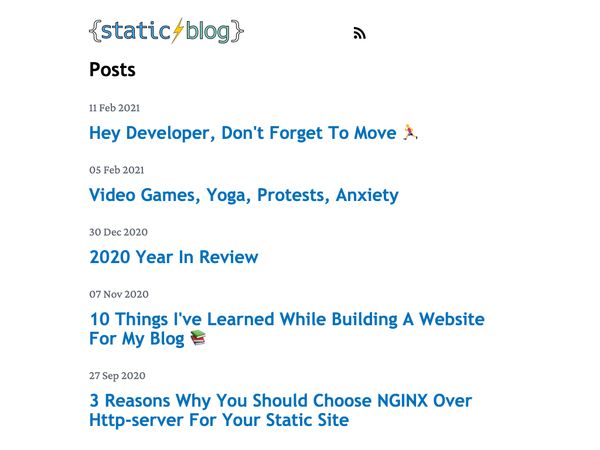 {static⚡blog}
Posts
11 Feb 2021
Hey Developer, Don't Forget To Move 🏃
05 Feb 2021
Video Games, Yoga, Protests, Anxiety
30 Dec 2020
2020 Year In Review
07 Nov 2020
10 Things I've Learned While Building A Website
For My Blog 📚
27 Sep 2020
3 Reasons Why You Should Choose NGINX Over
Http-server For Your Static Site